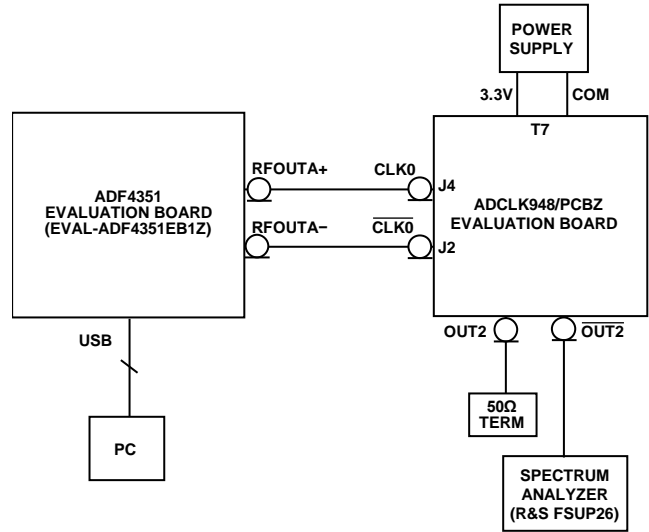 POWER
SUPPLY
3.3V
COM
T7
ADF4351
EVALUATION BOARD
(EVAL-ADF4351EB1Z)
RFOUTA+
CLK0
J4
RFOUTA−
CLK0
J2
ADCLK948/PCBZ
EVALUATION BOARD
USB
PC
OUT2
OUT2
50Ω
TERM
SPECTRUM
ANALYZER
(R&S FSUP26)